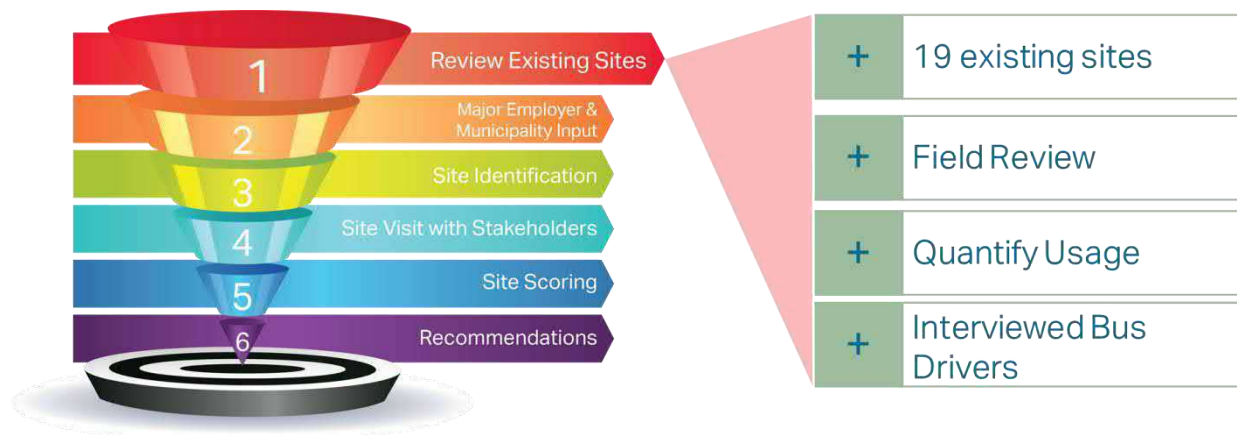 1
Review Existing Sites
2
Major Employer &
Municipality Input
3
Site Identification
4
Site Visit with Stakeholders
5
Site Scoring
6
Recommendations
+ 19 existing sites
+ Field Review
+ Quantify Usage
+ Interviewed Bus
Drivers